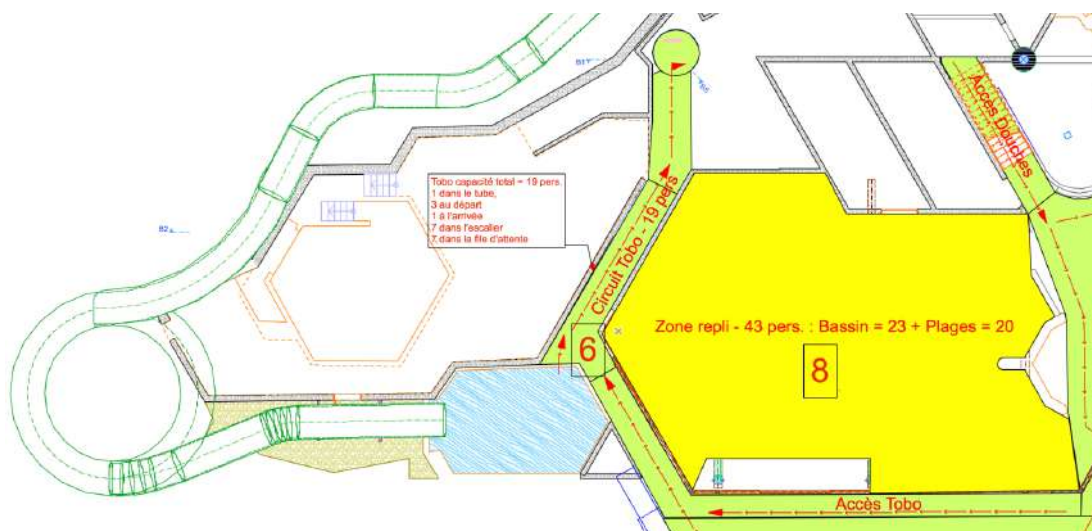 Tobo capacité total = 19 pers.
1 dans le tube,
3 au départ
1 à l'arrivée
7 dans l'escalier
7 dans la file d'attente
Circuit Tobo - 19 pers
Accès Douches
6
Zone repli - 43 pers. : Bassin = 23 + Plages = 20
8
Accès Tobo